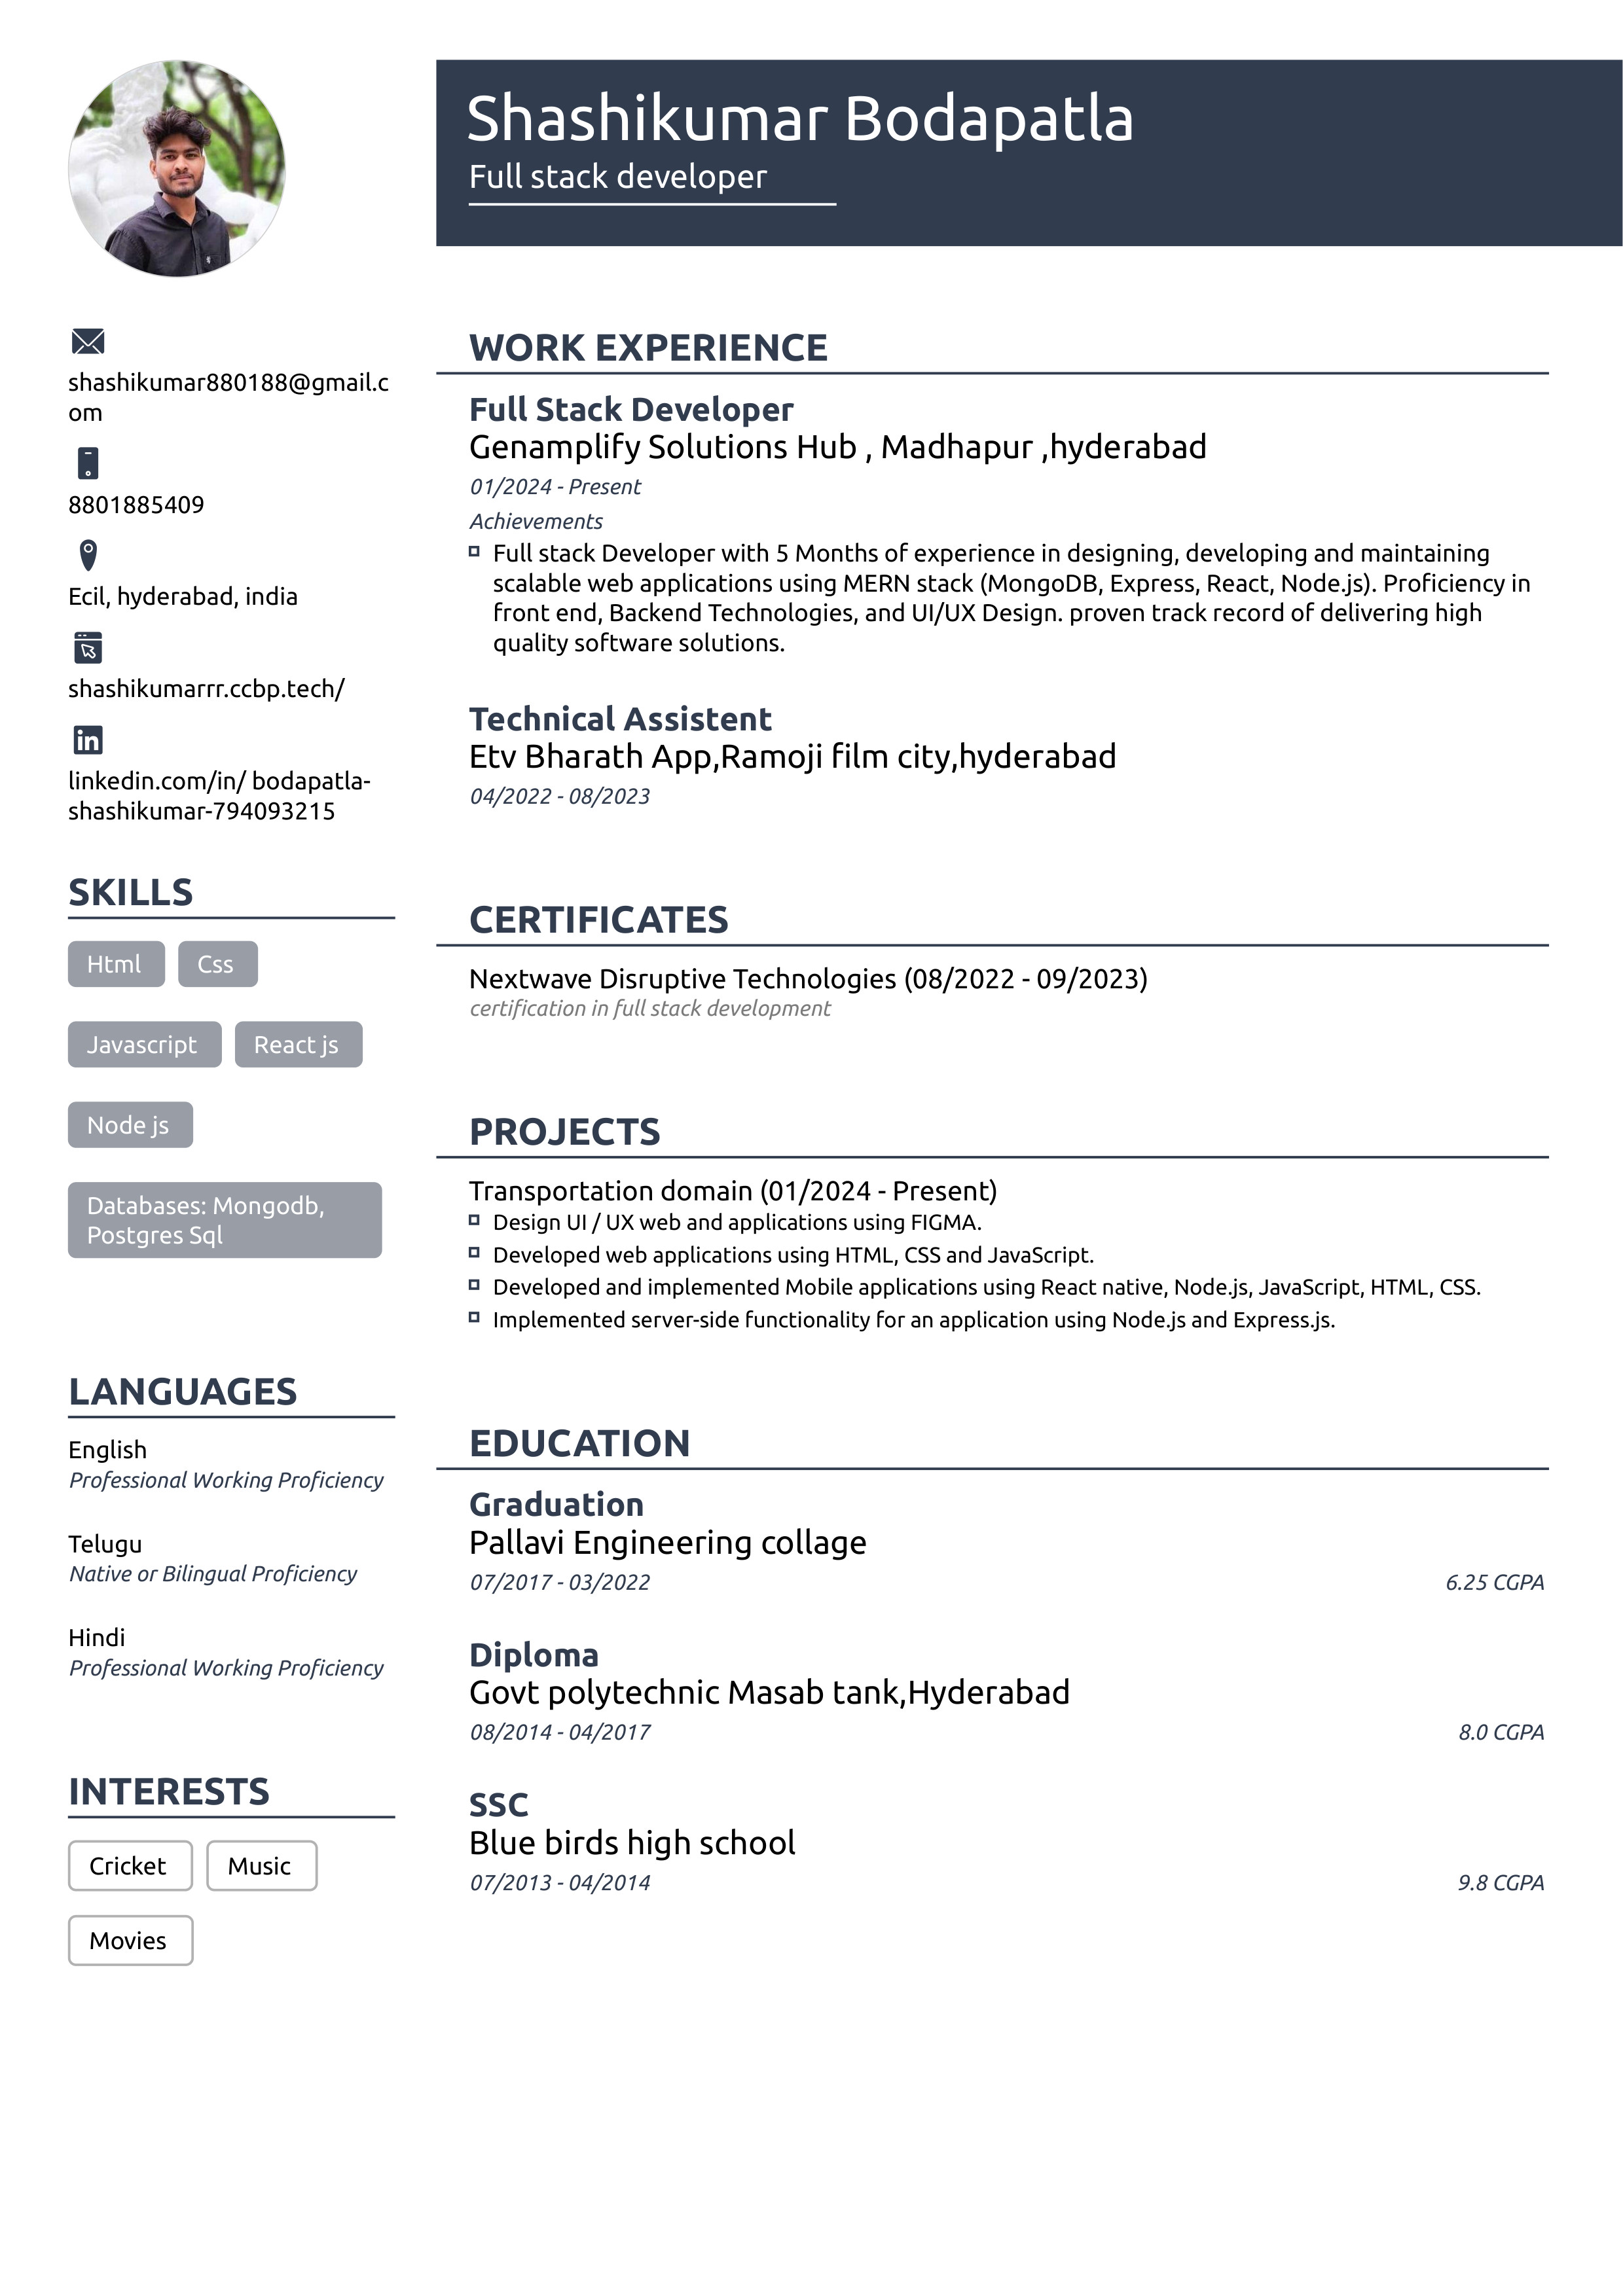 Shashikumar Bodapatla
Full stack developer
shashikumar880188@gmail.c
om
8801885409
Ecil, hyderabad, india
shashikumarrr.ccbp.tech/
linkedin.com/in/ bodapatla-
shashikumar-794093215
SKILLS
Html Css
Javascript React js
Node js
Databases: Mongodb,
Postgres Sql
LANGUAGES
English
Professional Working Proficiency
Telugu
Native or Bilingual Proficiency
Hindi
Professional Working Proficiency
INTERESTS
Cricket Music
Movies
WORK EXPERIENCE
Full Stack Developer
Genamplify Solutions Hub , Madhapur ,hyderabad
01/2024 - Present
Achievements
Full stack Developer with 5 Months of experience in designing, developing and maintaining
scalable web applications using MERN stack (MongoDB, Express, React, Node.js). Proficiency in
front end, Backend Technologies, and UI/UX Design. proven track record of delivering high
quality software solutions.
Technical Assistent
Etv Bharath App,Ramoji film city,hyderabad
04/2022 - 08/2023
CERTIFICATES
Nextwave Disruptive Technologies (08/2022 - 09/2023)
certification in full stack development
PROJECTS
Transportation domain (01/2024 - Present)
Design UI / UX web and applications using FIGMA.
Developed web applications using HTML, CSS and JavaScript.
Developed and implemented Mobile applications using React native, Node.js, JavaScript, HTML, CSS.
Implemented server-side functionality for an application using Node.js and Express.js.
EDUCATION
Graduation
Pallavi Engineering collage
07/2017 - 03/2022 6.25 CGPA
Diploma
Govt polytechnic Masab tank,Hyderabad
08/2014 - 04/2017 8.0 CGPA
SSC
Blue birds high school
07/2013 - 04/2014 9.8 CGPA